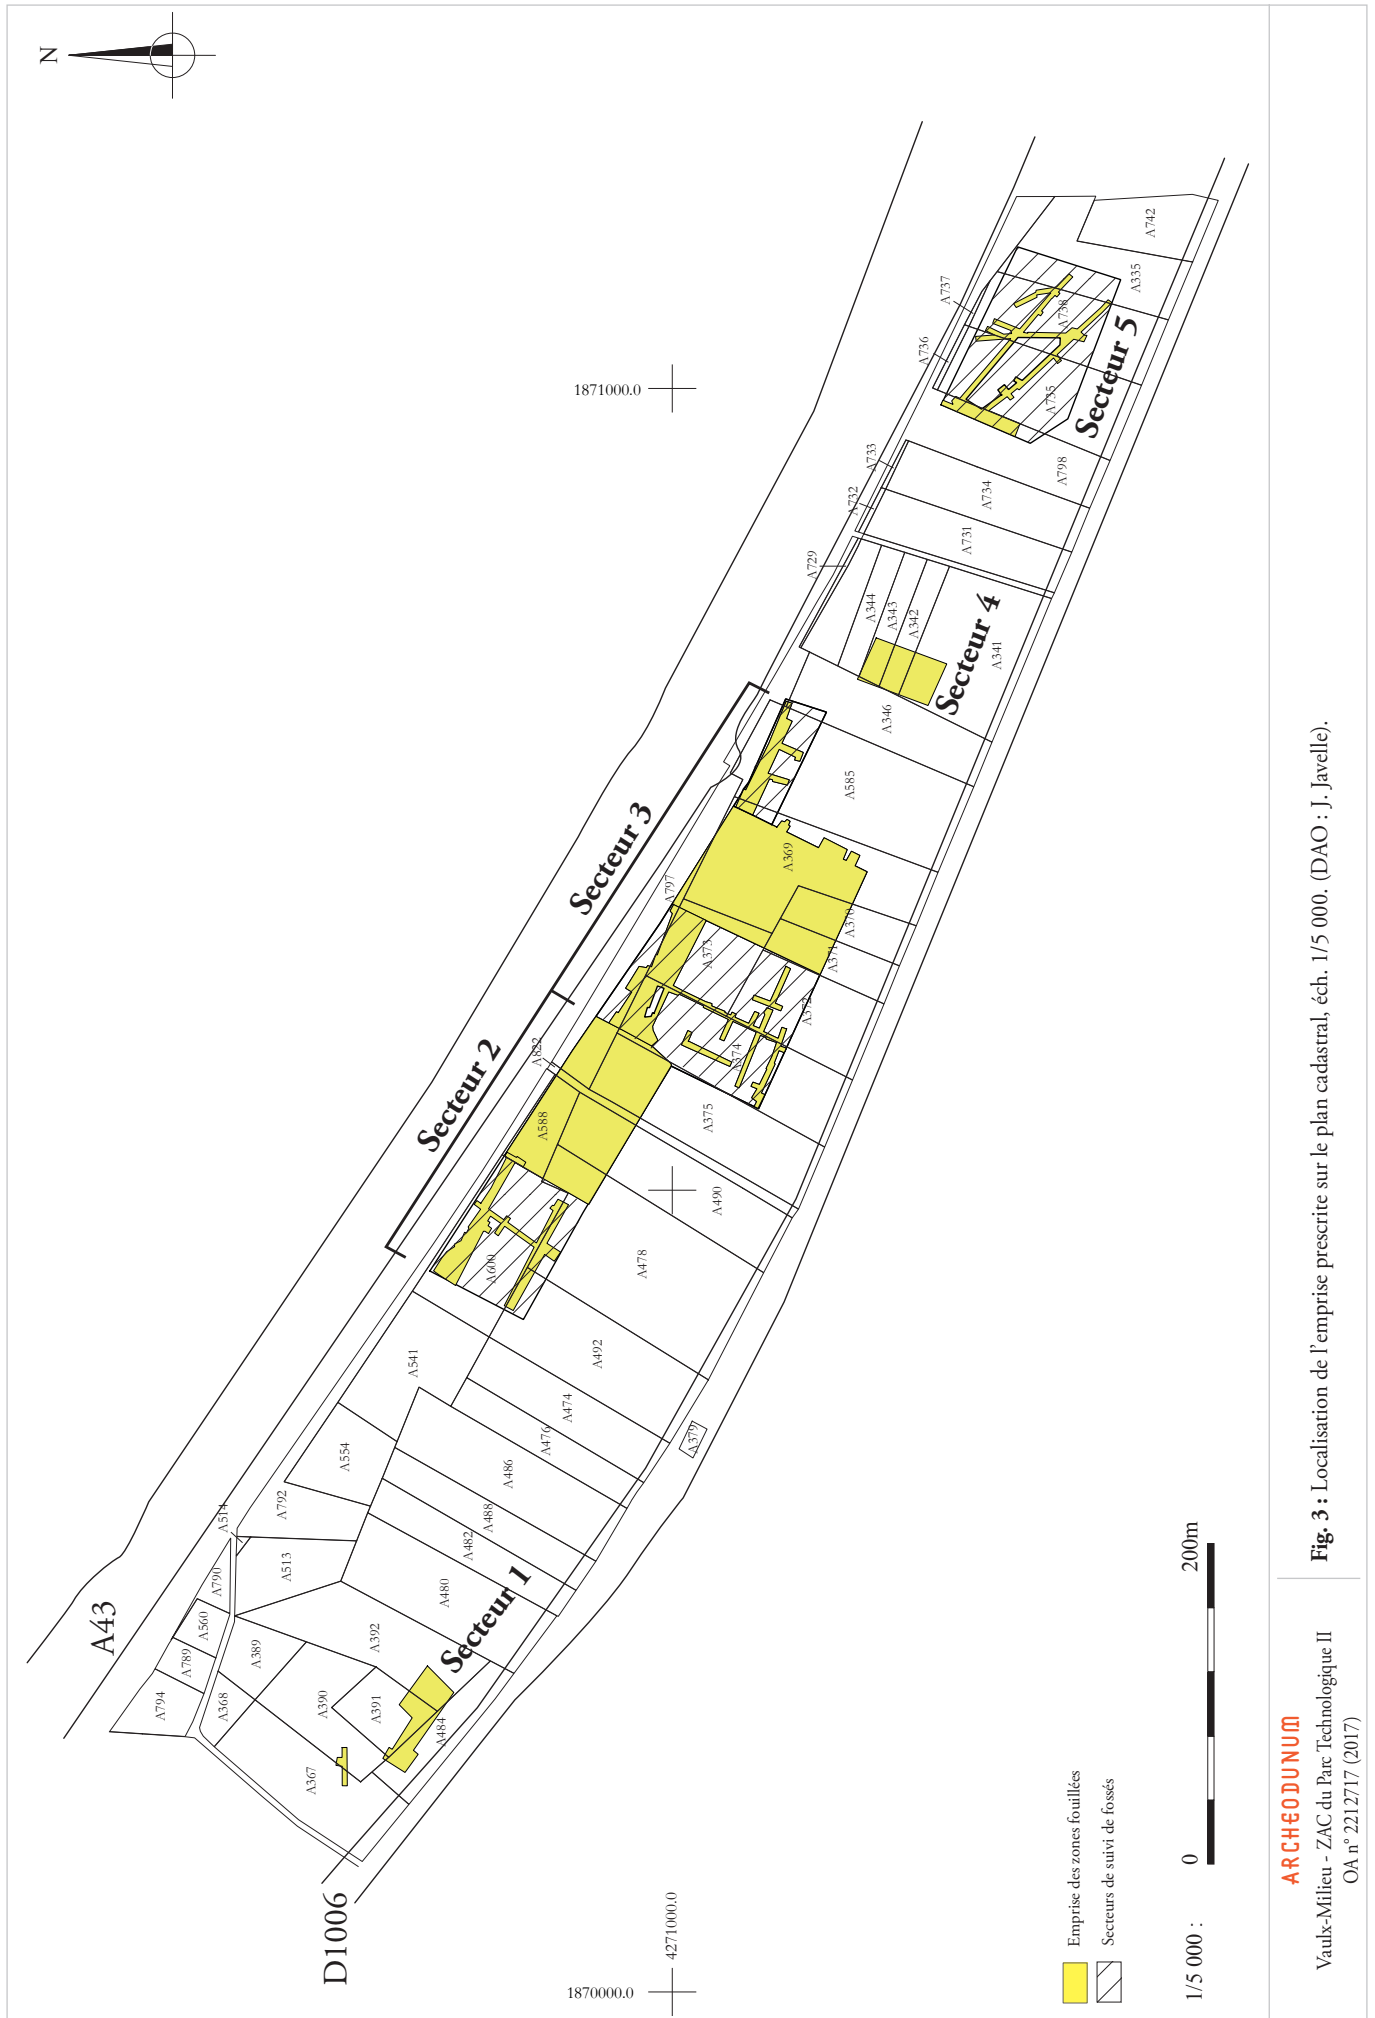 N
A43
D1006
A794
A789
A560
A790
A514
A368
A389
A513
A792
A367
A390
A391
A392
A484
Secteur 1
A480
A482
A488
A486
A476
A474
A554
A541
A492
A379
A478
A490
A600
A588
A822
Secteur 2
Secteur 3
A375
A374
A372
A373
A371
A370
A797
A369
A585
A346
Secteur 4
A341
A342
A343
A344
A729
A731
A732
A733
A734
A798
A735
A736
A737
A738
Secteur 5
A335
A742
1871000.0
1870000.0
4271000.0
Emprise des zones fouillées
Secteurs de suivi de fossés
1/5 000 :
0
200m
ARCHEODUNUM
Vaulx-Milieu - ZAC du Parc Technologique II
OA n° 2212717 (2017)
Fig. 3 : Localisation de l'emprise prescrite sur le plan cadastral, éch. 1/5 000. (DAO : J. Javelle).